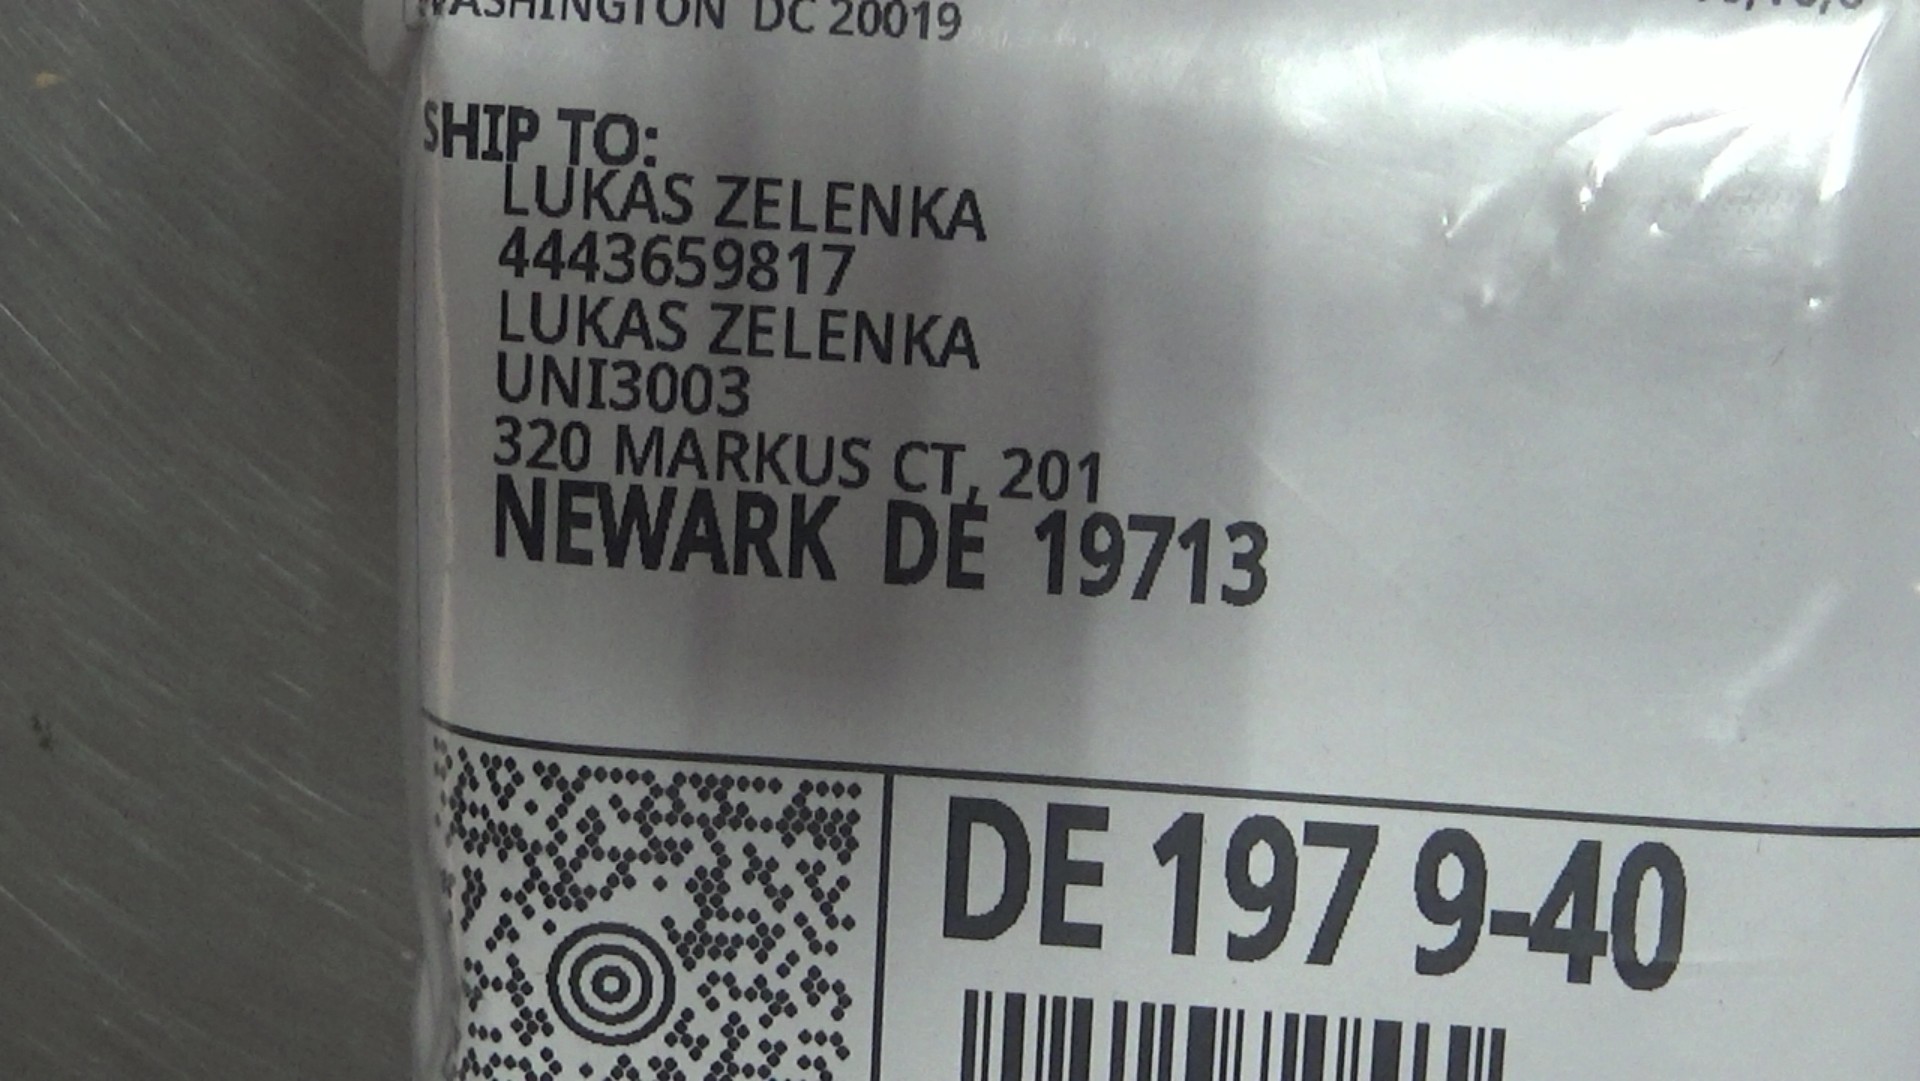 WASHINGTON DC 20019
SHIP TO:
LUKAS ZELENKA
4443659817
LUKAS ZELENKA
UNI3003
320 MARKUS CT, 201
NEWARK DE 19713
DE 197 9-40